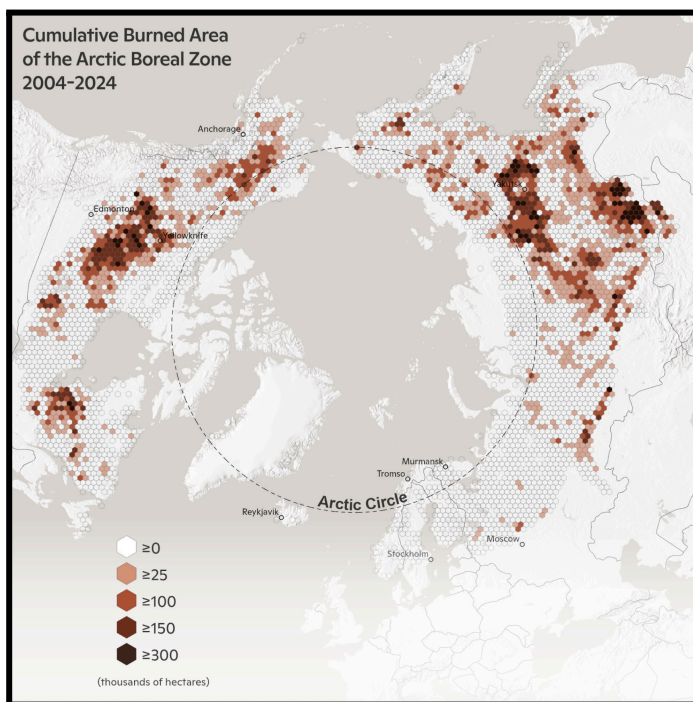 Cumulative Burned Area
of the Arctic Boreal Zone
2004-2024
Anchorage
Yakutsk
Edmonton
Yellowknife
Murmansk
Tromso
Arctic Circle
Reykjavik
Moscow
Stockholm
≥0
≥25
≥100
≥150
≥300
(thousands of hectares)